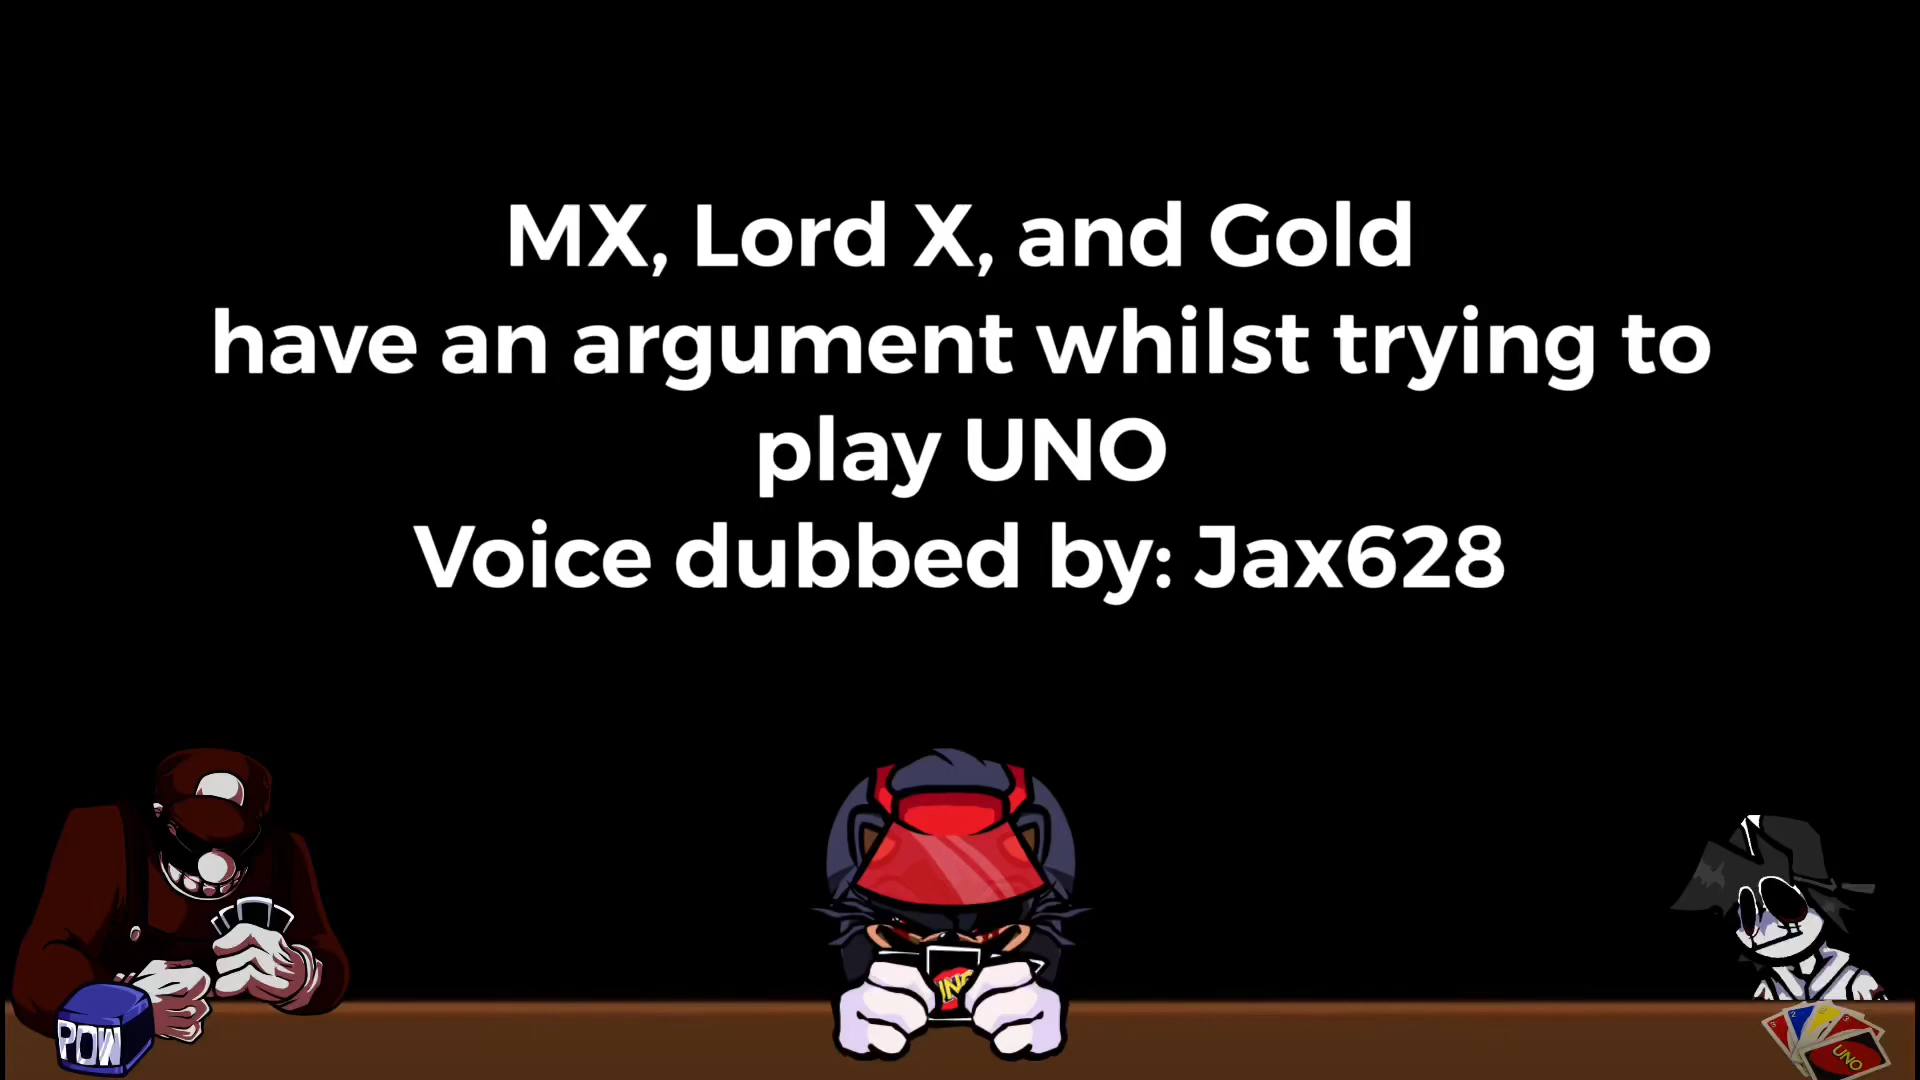 MX, Lord X, and Gold
have an argument whilst trying to
play UNO
Voice dubbed by: Jax628
POW
UNO